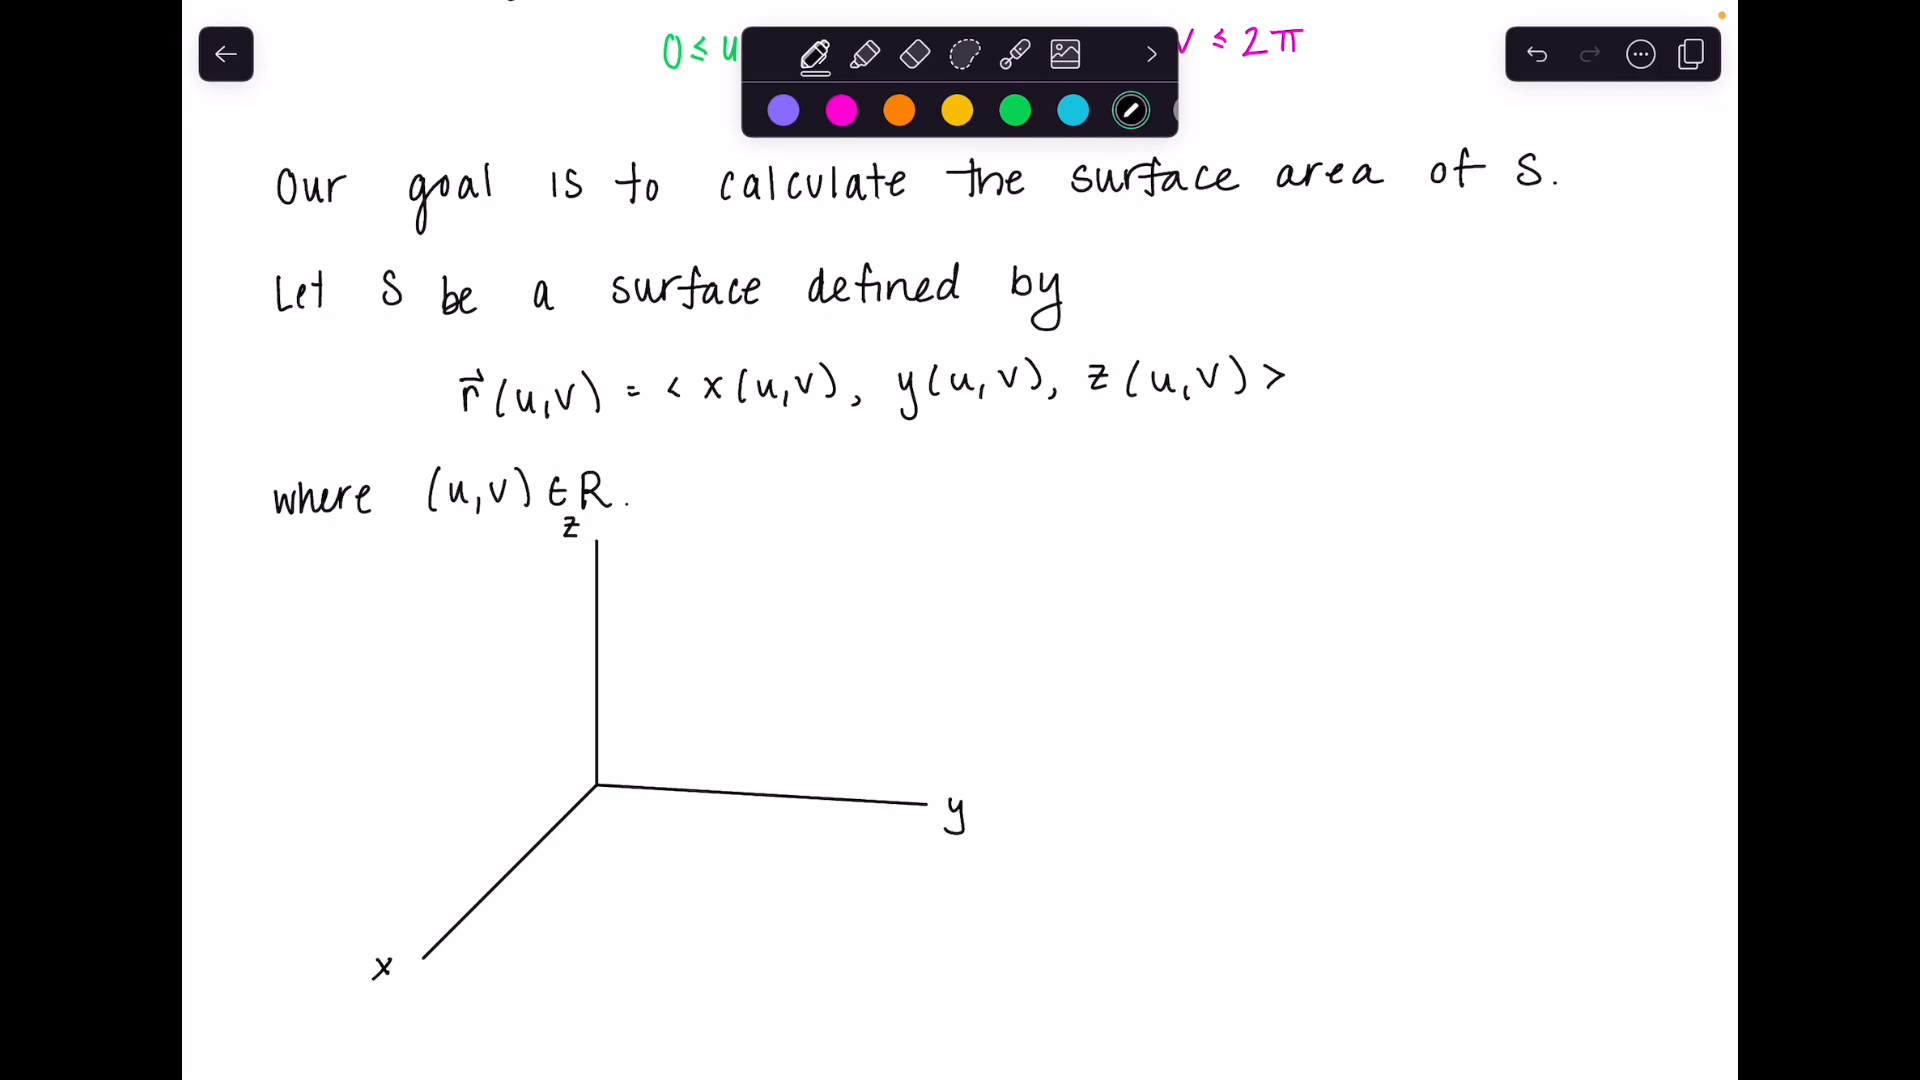 0 ≤ u v ≤ 2π
Our goal is to calculate the surface area of S.
Let S be a surface defined by
r⃗(u,v) = < x(u,v), y(u,v), z(u,v) >
where (u,v) ∈ R.
z
y
x